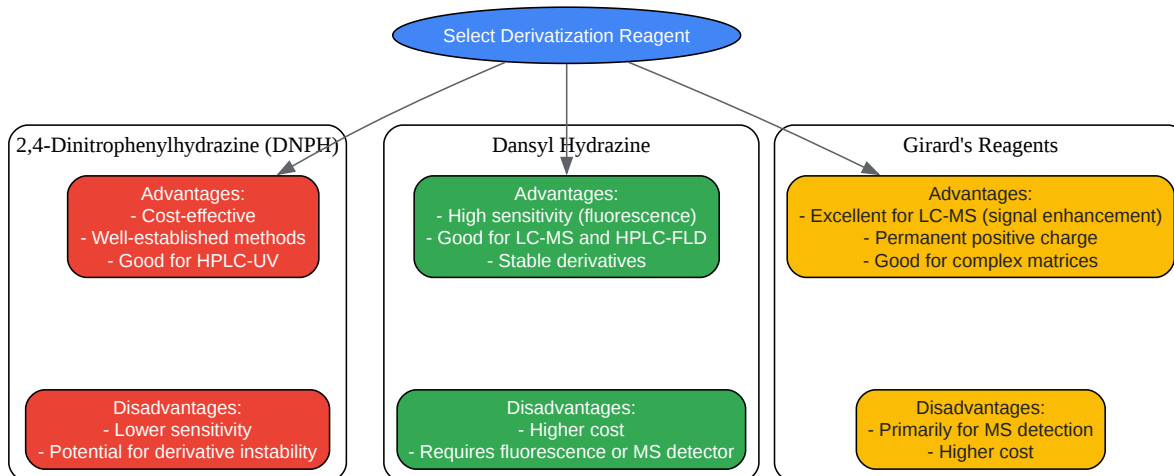 Select Derivatization Reagent
2,4-Dinitrophenylhydrazine (DNPH)
Advantages:
- Cost-effective
- Well-established methods
- Good for HPLC-UV
Disadvantages:
- Lower sensitivity
- Potential for derivative instability
Dansyl Hydrazine
Advantages:
- High sensitivity (fluorescence)
- Good for LC-MS and HPLC-FLD
- Stable derivatives
Disadvantages:
- Higher cost
- Requires fluorescence or MS detector
Girard's Reagents
Advantages:
- Excellent for LC-MS (signal enhancement)
- Permanent positive charge
- Good for complex matrices
Disadvantages:
- Primarily for MS detection
- Higher cost